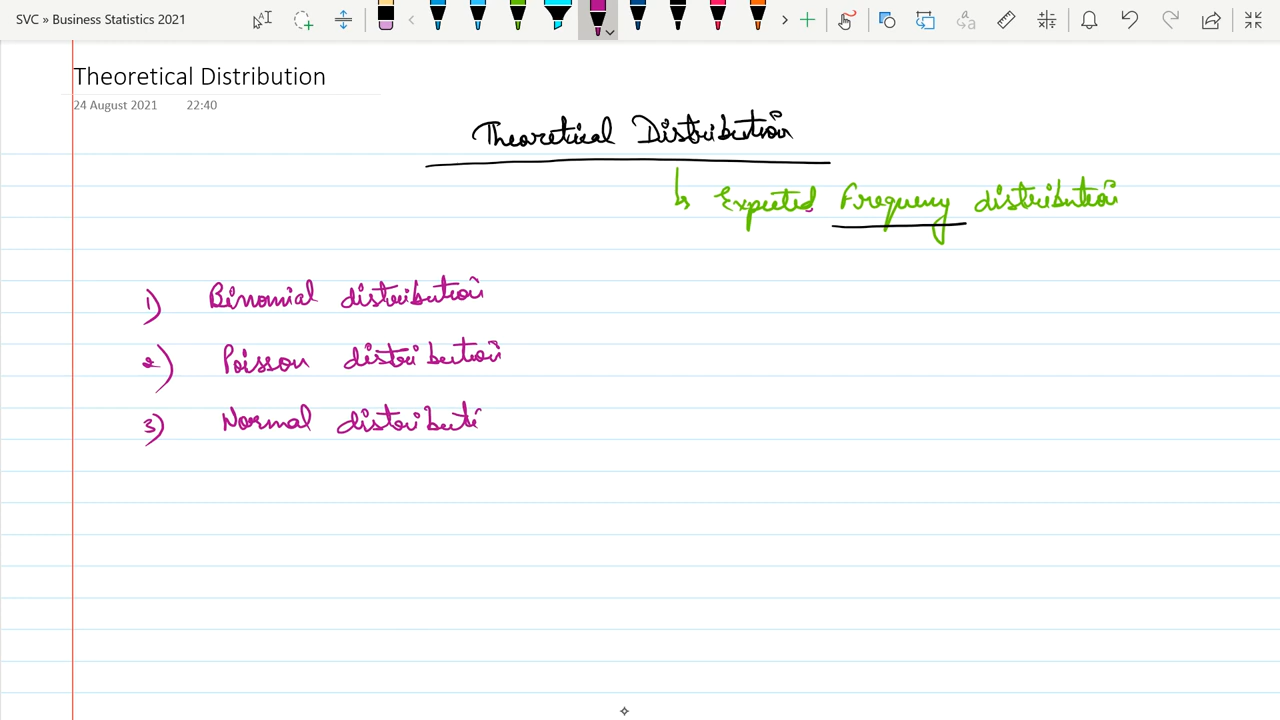 SVC » Business Statistics 2021
Theoretical Distribution
24 August 2021 22:40
Theoretical Distribution
↳ Expected Frequency distribution
1) Binomial distribution
2) Poisson distribution
3) Normal distributi